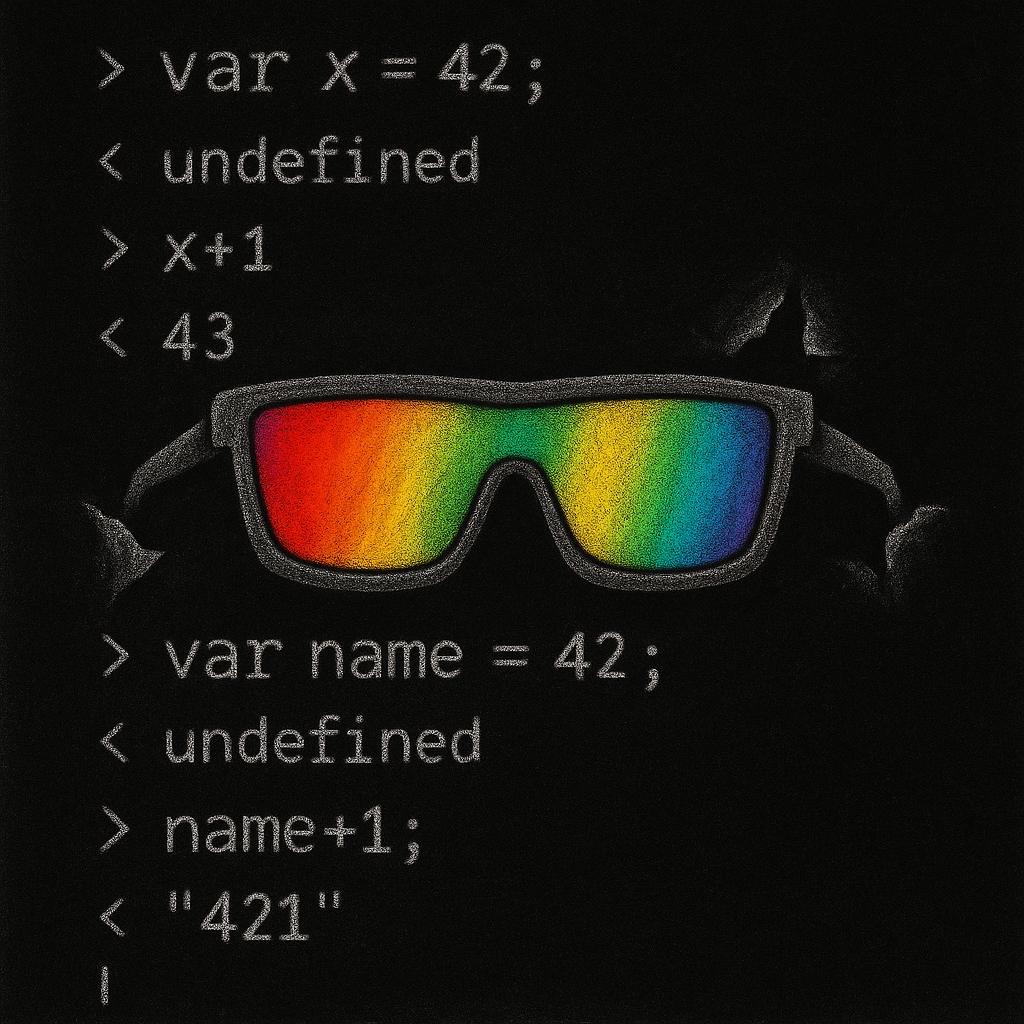 > var x = 42;
< undefined
> x+1
< 43
> var name = 42;
< undefined
> name+1;
< "421"
|